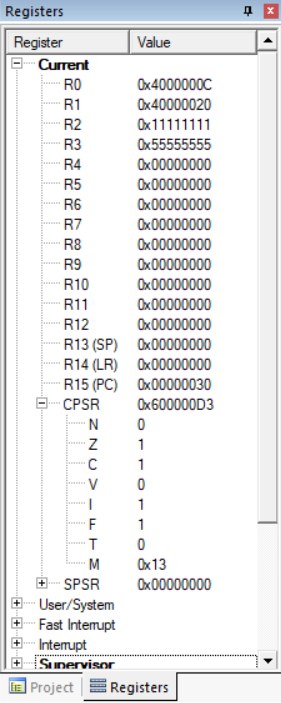 Registers
Register Value
Current
R0 0x4000000C
R1 0x40000020
R2 0x11111111
R3 0x55555555
R4 0x00000000
R5 0x00000000
R6 0x00000000
R7 0x00000000
R8 0x00000000
R9 0x00000000
R10 0x00000000
R11 0x00000000
R12 0x00000000
R13 (SP) 0x00000000
R14 (LR) 0x00000000
R15 (PC) 0x00000030
CPSR 0x600000D3
N 0
Z 1
C 1
V 0
I 1
F 1
T 0
M 0x13
SPSR 0x00000000
User/System
Fast Interrupt
Interrupt
Supervisor
Project Registers